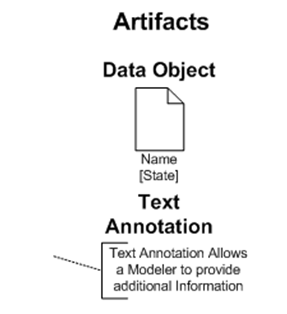 Artifacts
Data Object
Name
[State]
Text
Annotation
Text Annotation Allows
a Modeler to provide
additional Information